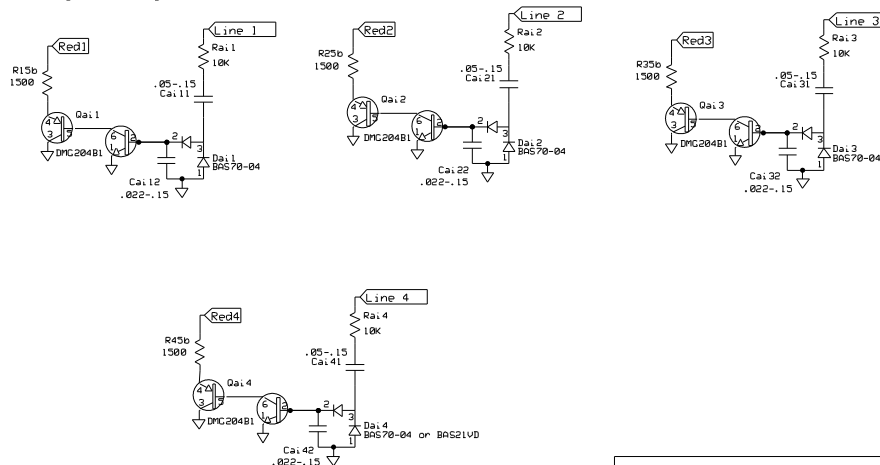 Red1
Line 1
R15b
1500
Rai1
10K
.05-.15
Cai11
Qai1
4
3
5
6
1
2
2
3
1
DMG204B1
Dai1
BAS70-04
Cai12
.022-.15
Red2
Line 2
R25b
1500
Rai2
10K
.05-.15
Cai21
Qai2
4
3
5
6
1
2
2
3
1
DMG204B1
Dai2
BAS70-04
Cai22
.022-.15
Red3
Line 3
R35b
1500
Rai3
10K
.05-.15
Cai31
Qai3
4
3
5
6
1
2
2
3
1
DMG204B1
Dai3
BAS70-04
Cai32
.022-.15
Red4
Line 4
R45b
1500
Rai4
10K
.05-.15
Cai41
Qai4
4
3
5
6
1
2
2
3
1
DMG204B1
Dai4
BAS70-04 or BAS21VD
Cai42
.022-.15